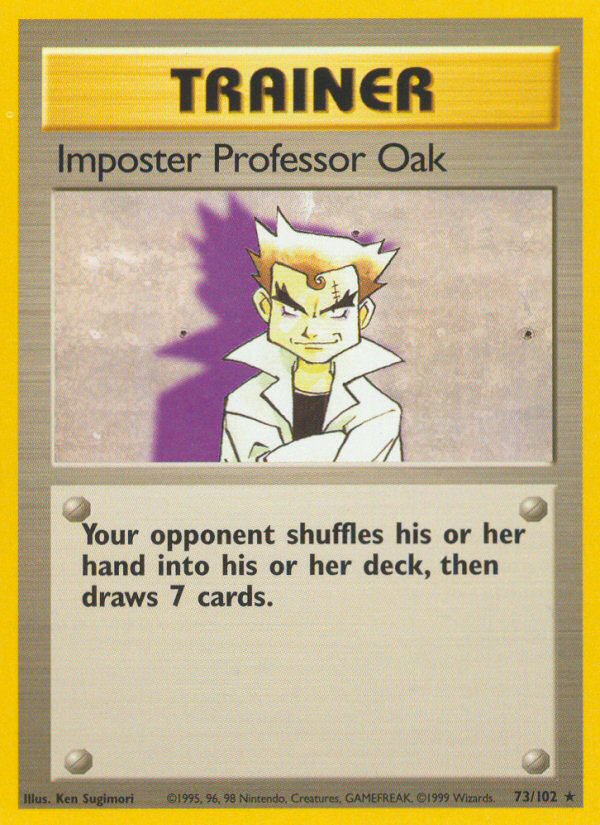 TRAINER
Imposter Professor Oak
Your opponent shuffles his or her
hand into his or her deck, then
draws 7 cards.
Illus. Ken Sugimori ©1995, 96, 98 Nintendo, Creatures, GAMEFREAK. ©1999 Wizards. 73/102 ★